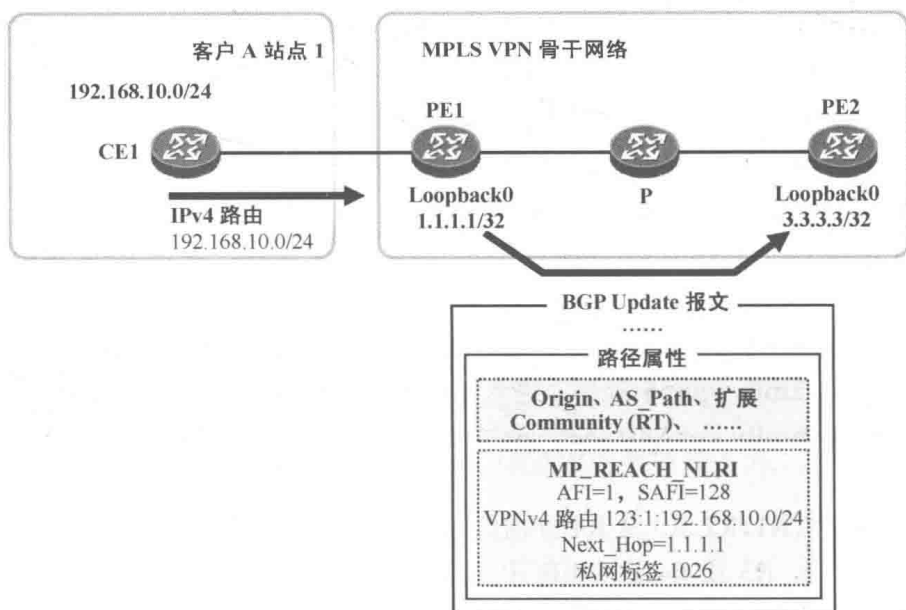 客户 A 站点 1
MPLS VPN 骨干网络
192.168.10.0/24
PE1
PE2
CE1
Loopback0
1.1.1.1/32
P
Loopback0
3.3.3.3/32
IPv4 路由
192.168.10.0/24
BGP Update 报文
……
路径属性
Origin、AS_Path、扩展
Community (RT)、 ……
MP_REACH_NLRI
AFI=1，SAFI=128
VPNv4 路由 123:1:192.168.10.0/24
Next_Hop=1.1.1.1
私网标签 1026